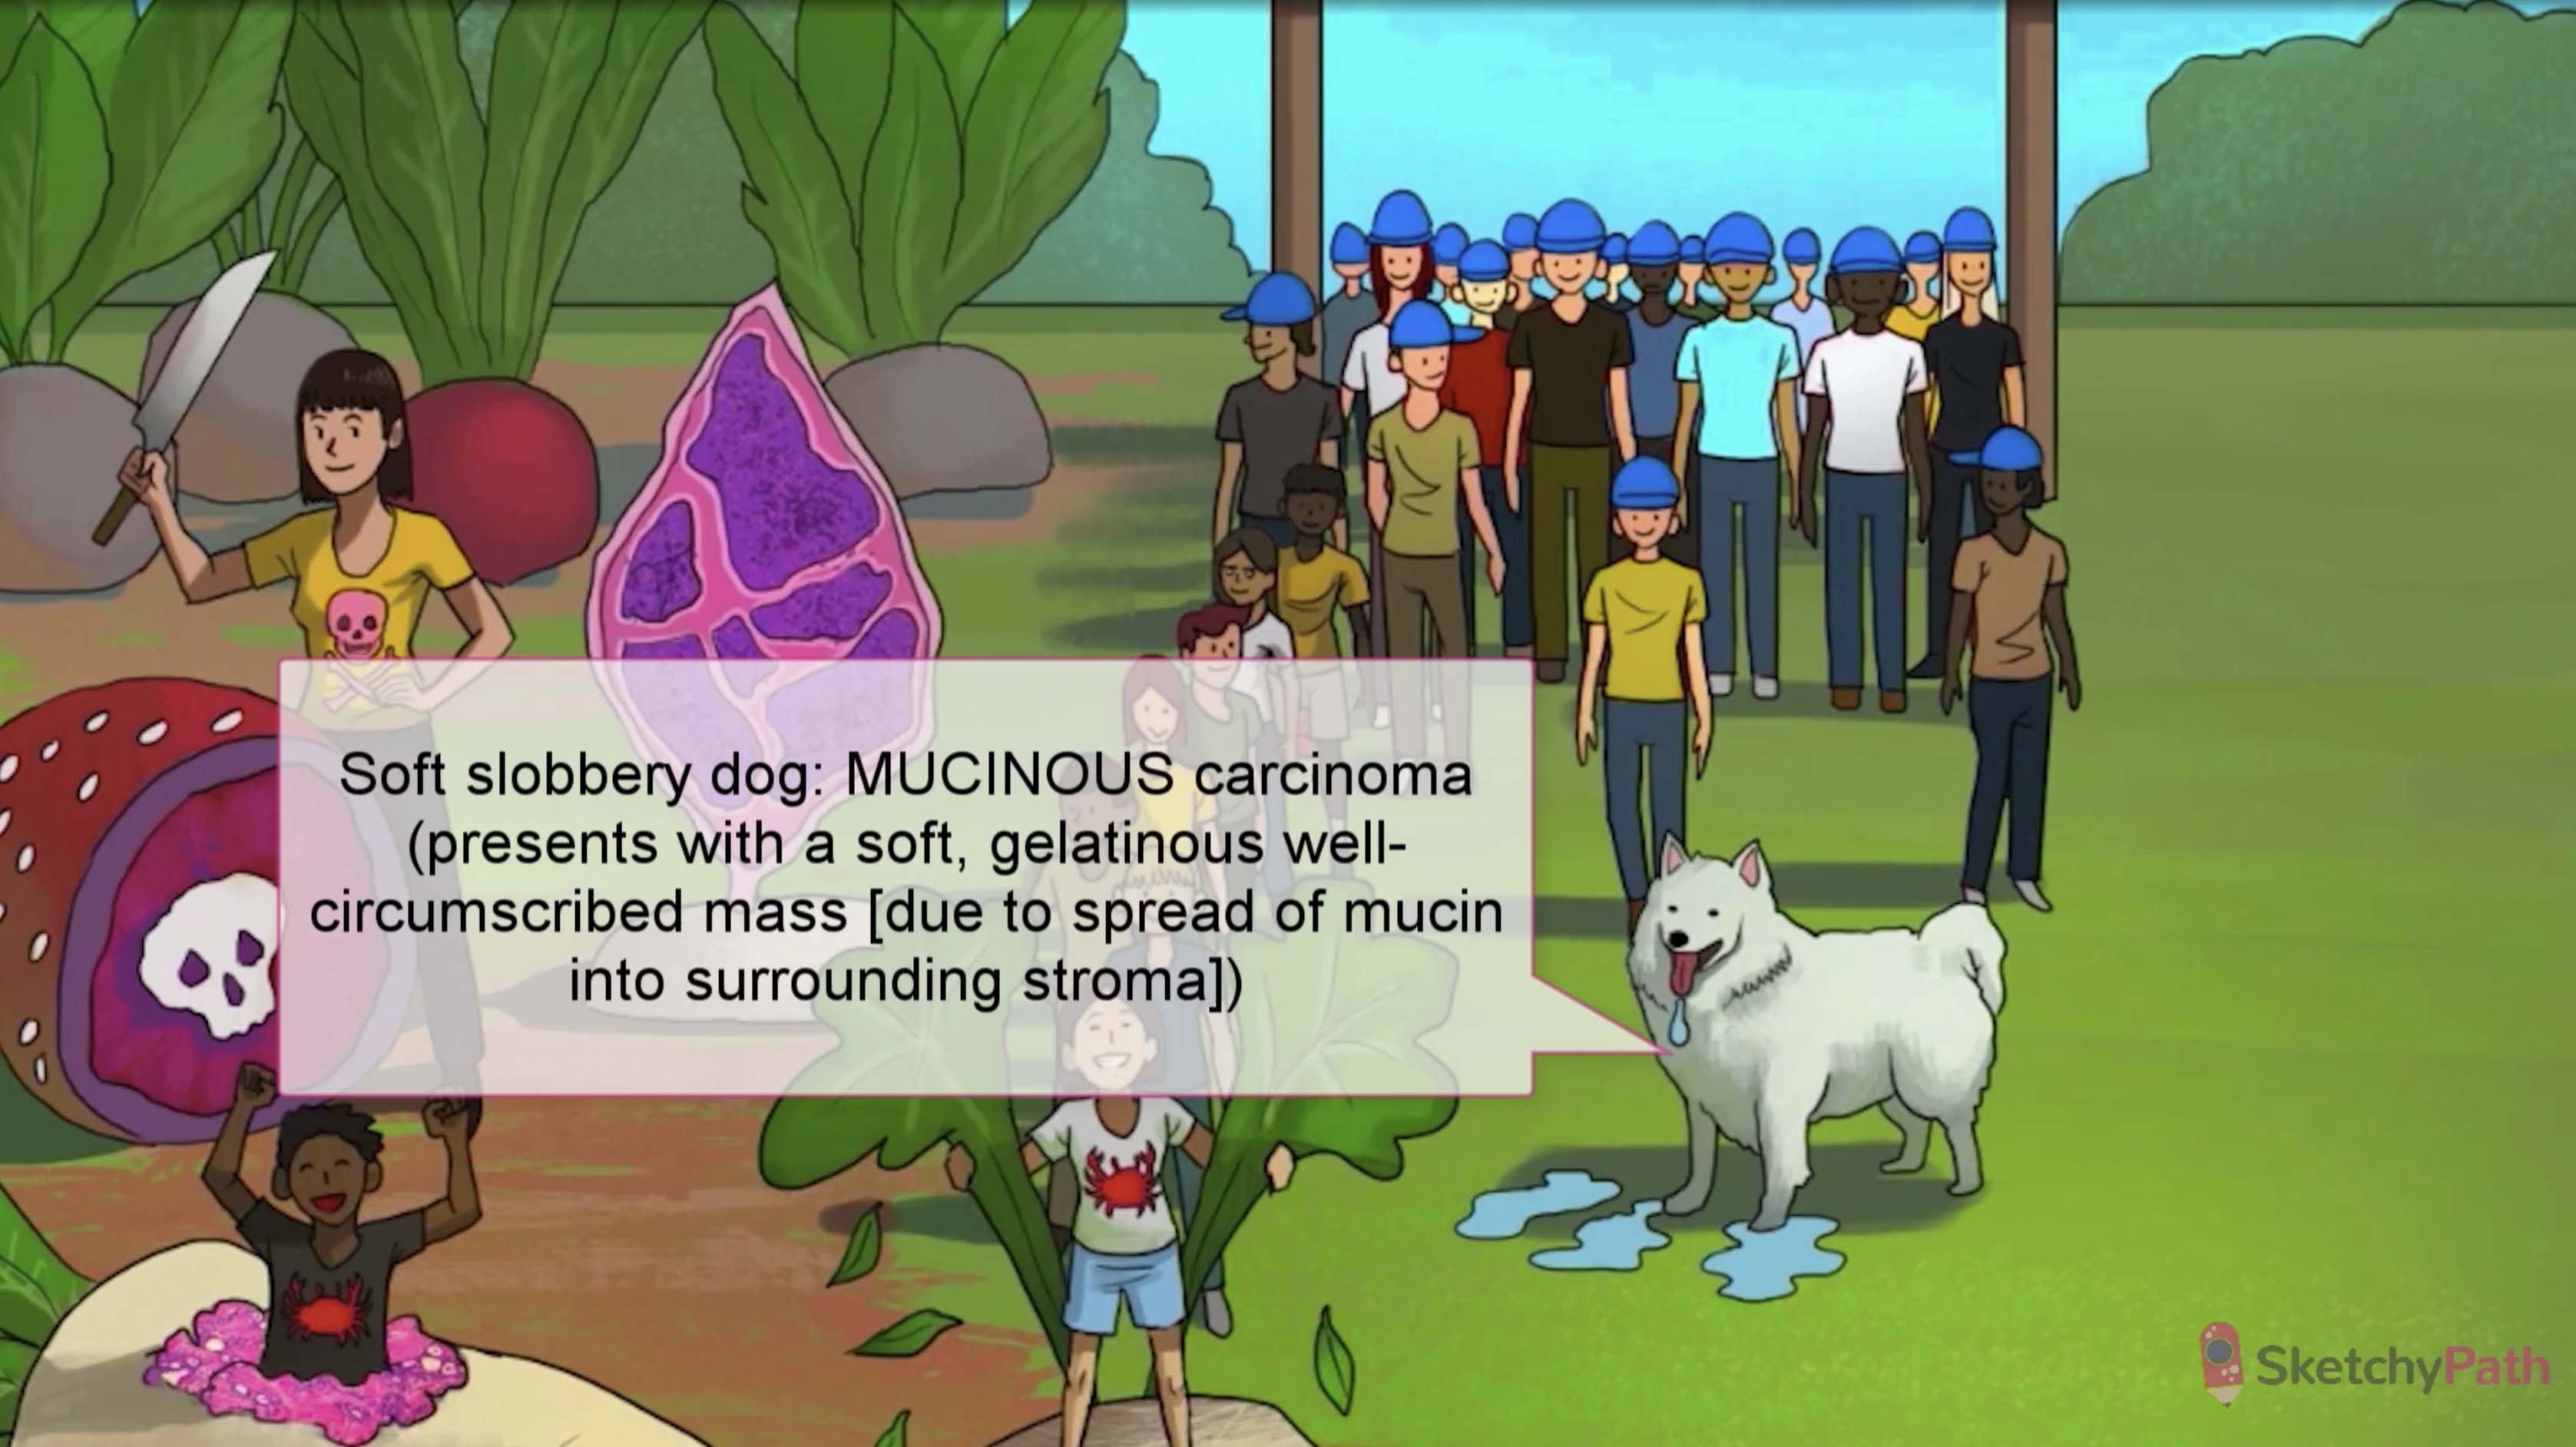 Soft slobbery dog: MUCINOUS carcinoma
(presents with a soft, gelatinous well-
circumscribed mass [due to spread of mucin
into surrounding stroma])
SketchyPath